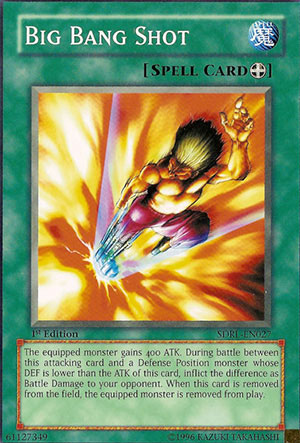 BIG BANG SHOT
魔
[SPELL CARD]
1st Edition
SDRL-EN027
The equipped monster gains 400 ATK. During battle between
this attacking card and a Defense Position monster whose
DEF is lower than the ATK of this card, inflict the difference as
Battle Damage to your opponent. When this card is removed
from the field, the equipped monster is removed from play.
61127349
©1996 KAZUKI TAKAHASHI